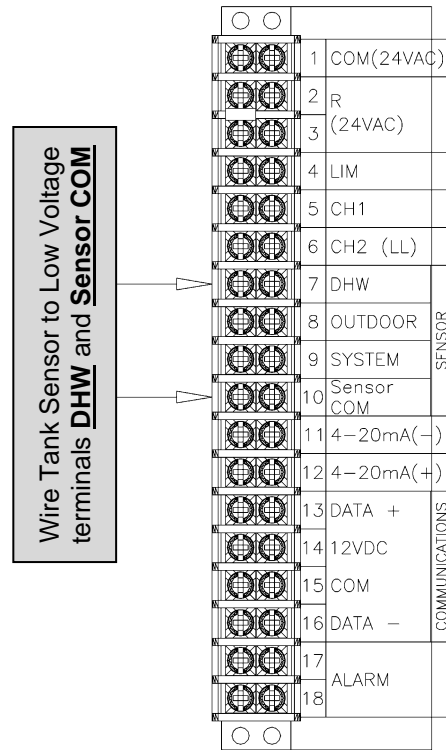 Wire Tank Sensor to Low Voltage
terminals DHW and Sensor COM
1 COM(24VAC)
2 R
3 (24VAC)
4 LIM
5 CH1
6 CH2 (LL)
7 DHW
8 OUTDOOR
9 SYSTEM
10 Sensor
COM
SENSOR
11 4-20mA(-)
12 4-20mA(+)
13 DATA +
14 12VDC
15 COM
16 DATA -
COMMUNICATIONS
17
ALARM
18